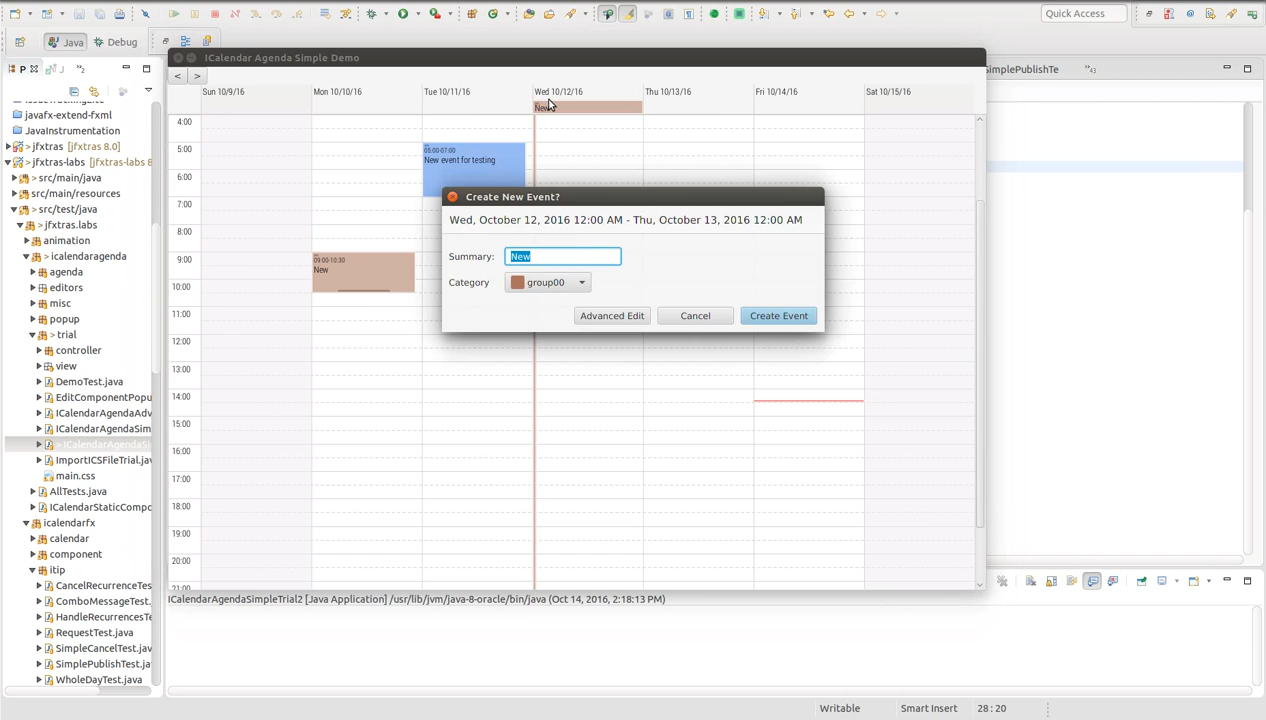 Quick Access
Java
Debug
P
J
»2
ICalendar Agenda Simple Demo
SimplePublishTe
»43
<
>
Sun 10/9/16
Mon 10/10/16
Tue 10/11/16
Wed 10/12/16
Thu 10/13/16
Fri 10/14/16
Sat 10/15/16
New
javafx-extend-fxml
JavaInstrumentation
> jfxtras [jfxtras 8.0]
> jfxtras-labs [jfxtras-labs 8
> src/main/java
src/main/resources
> src/test/java
> jfxtras.labs
animation
> icalendaragenda
agenda
editors
misc
popup
> trial
controller
view
DemoTest.java
EditComponentPopu
ICalendarAgendaAdv
ICalendarAgendaSim
> ICalendarAgendaSi
ImportICSFileTrial.jav
main.css
AllTests.java
ICalendarStaticCompo
icalendarfx
calendar
component
itip
CancelRecurrenceTes
ComboMessageTest.
HandleRecurrencesTe
RequestTest.java
SimpleCancelTest.jav
SimplePublishTest.ja
WholeDayTest.java
4:00
5:00
6:00
7:00
8:00
9:00
10:00
11:00
12:00
13:00
14:00
15:00
16:00
17:00
18:00
19:00
20:00
21:00
05:00-07:00
New event for testing
09:00-10:30
New
Create New Event?
Wed, October 12, 2016 12:00 AM - Thu, October 13, 2016 12:00 AM
Summary: New
Category group00
Advanced Edit
Cancel
Create Event
ICalendarAgendaSimpleTrial2 [Java Application] /usr/lib/jvm/java-8-oracle/bin/java (Oct 14, 2016, 2:18:13 PM)
Writable
Smart Insert
28 : 20